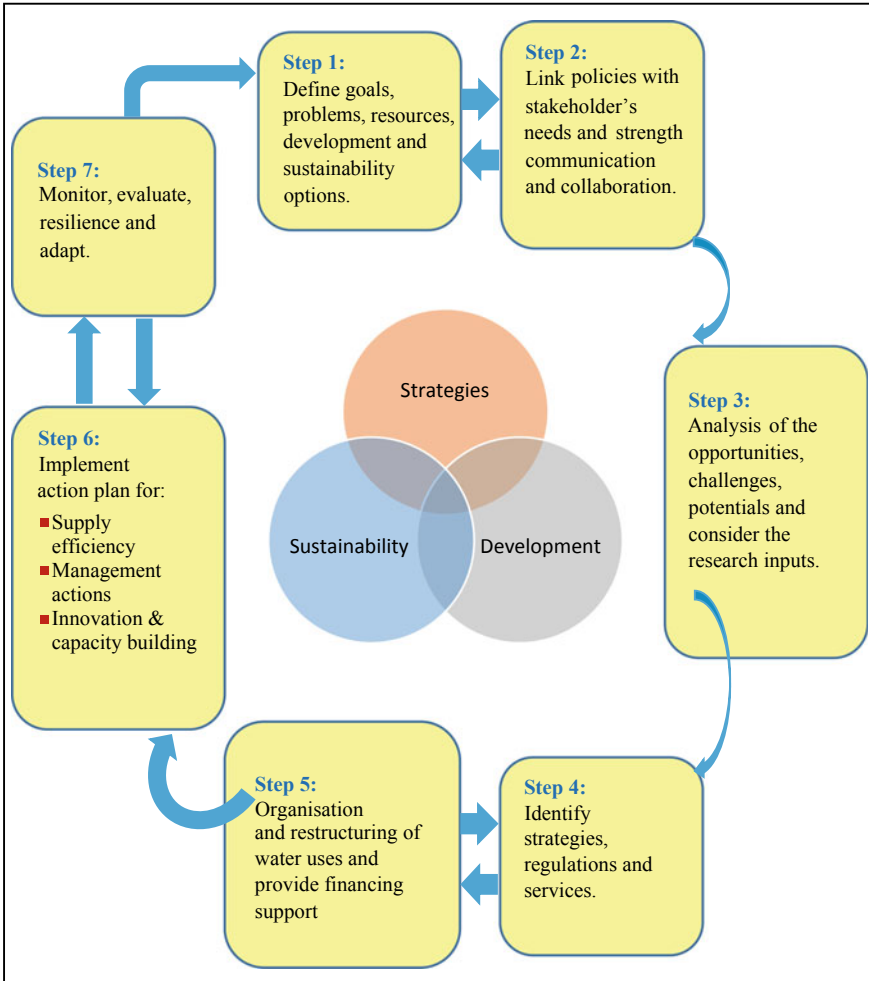 Step 1:
Define goals,
problems, resources,
development and
sustainability
options.
Step 2:
Link policies with
stakeholder's
needs and strength
communication
and collaboration.
Step 3:
Analysis of the
opportunities,
challenges,
potentials and
consider the
research inputs.
Step 4:
Identify
strategies,
regulations and
services.
Step 5:
Organisation
and restructuring of
water uses and
provide financing
support
Step 6:
Implement
action plan for:
Supply
efficiency
Management
actions
Innovation &
capacity building
Step 7:
Monitor, evaluate,
resilience and
adapt.
Strategies
Sustainability
Development